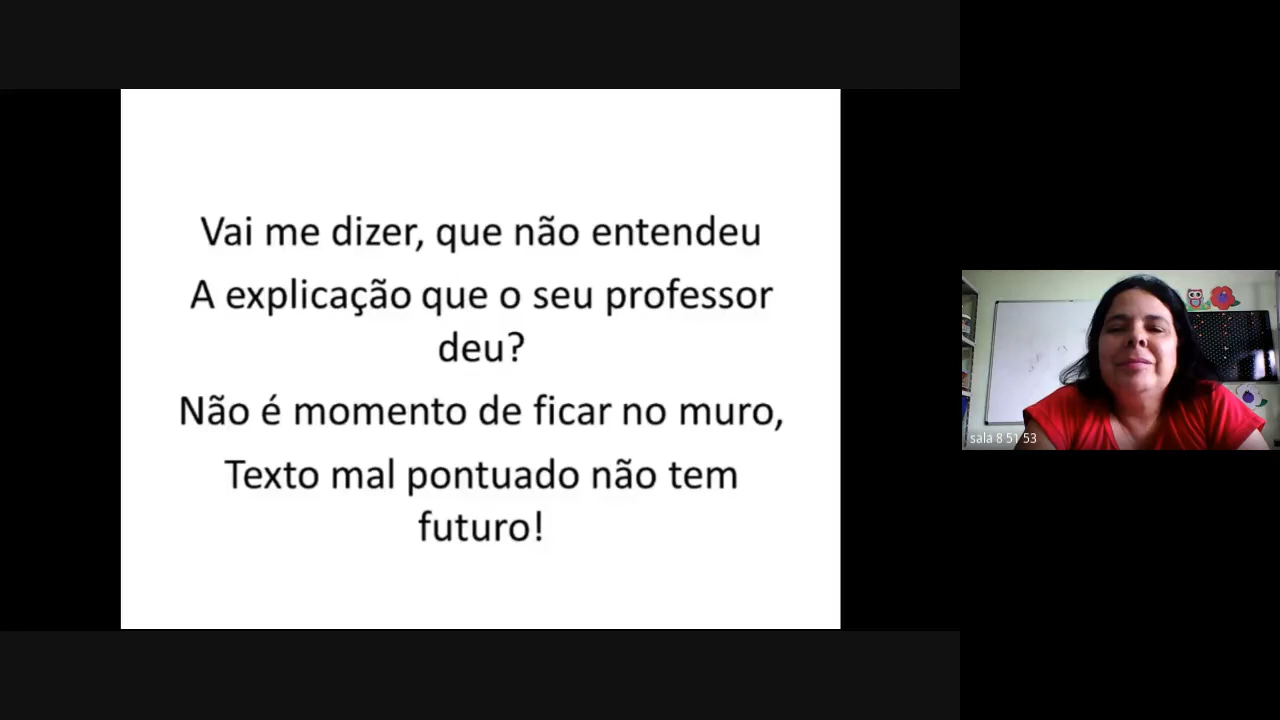 Vai me dizer, que não entendeu
A explicação que o seu professor
deu?
Não é momento de ficar no muro,
Texto mal pontuado não tem
futuro!
sala 8 51 53